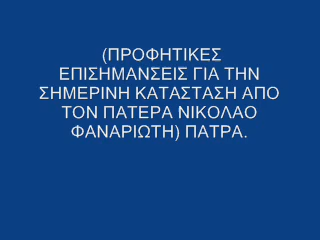 (ΠΡΟΦΗΤΙΚΕΣ
ΕΠΙΣΗΜΑΝΣΕΙΣ ΓΙΑ ΤΗΝ
ΣΗΜΕΡΙΝΗ ΚΑΤΑΣΤΑΣΗ ΑΠΟ
ΤΟΝ ΠΑΤΕΡΑ ΝΙΚΟΛΑΟ
ΦΑΝΑΡΙΩΤΗ) ΠΑΤΡΑ.